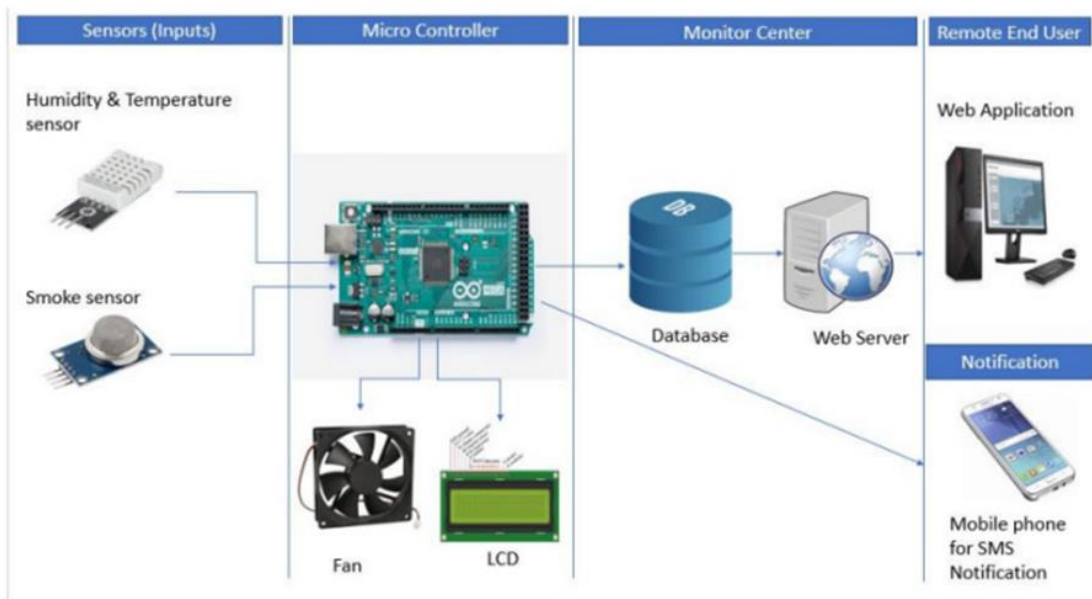 Sensors (Inputs)
Micro Controller
Monitor Center
Remote End User
Humidity & Temperature
sensor
Web Application
DB
Smoke sensor
Database
Web Server
Notification
Fan
LCD
Mobile phone
for SMS
Notification